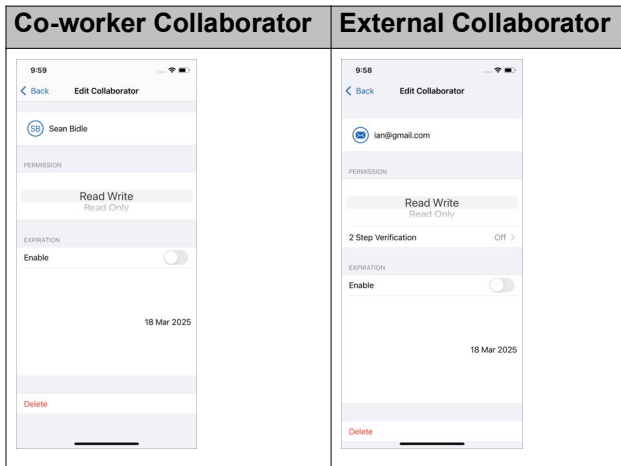 Co-worker Collaborator
External Collaborator
9:59
Back Edit Collaborator
SB Sean Bidle
PERMISSION
Read Write
Read Only
EXPIRATION
Enable
18 Mar 2025
Delete
9:58
Back Edit Collaborator
ian@gmail.com
PERMISSION
Read Write
Read Only
2 Step Verification Off
EXPIRATION
Enable
18 Mar 2025
Delete